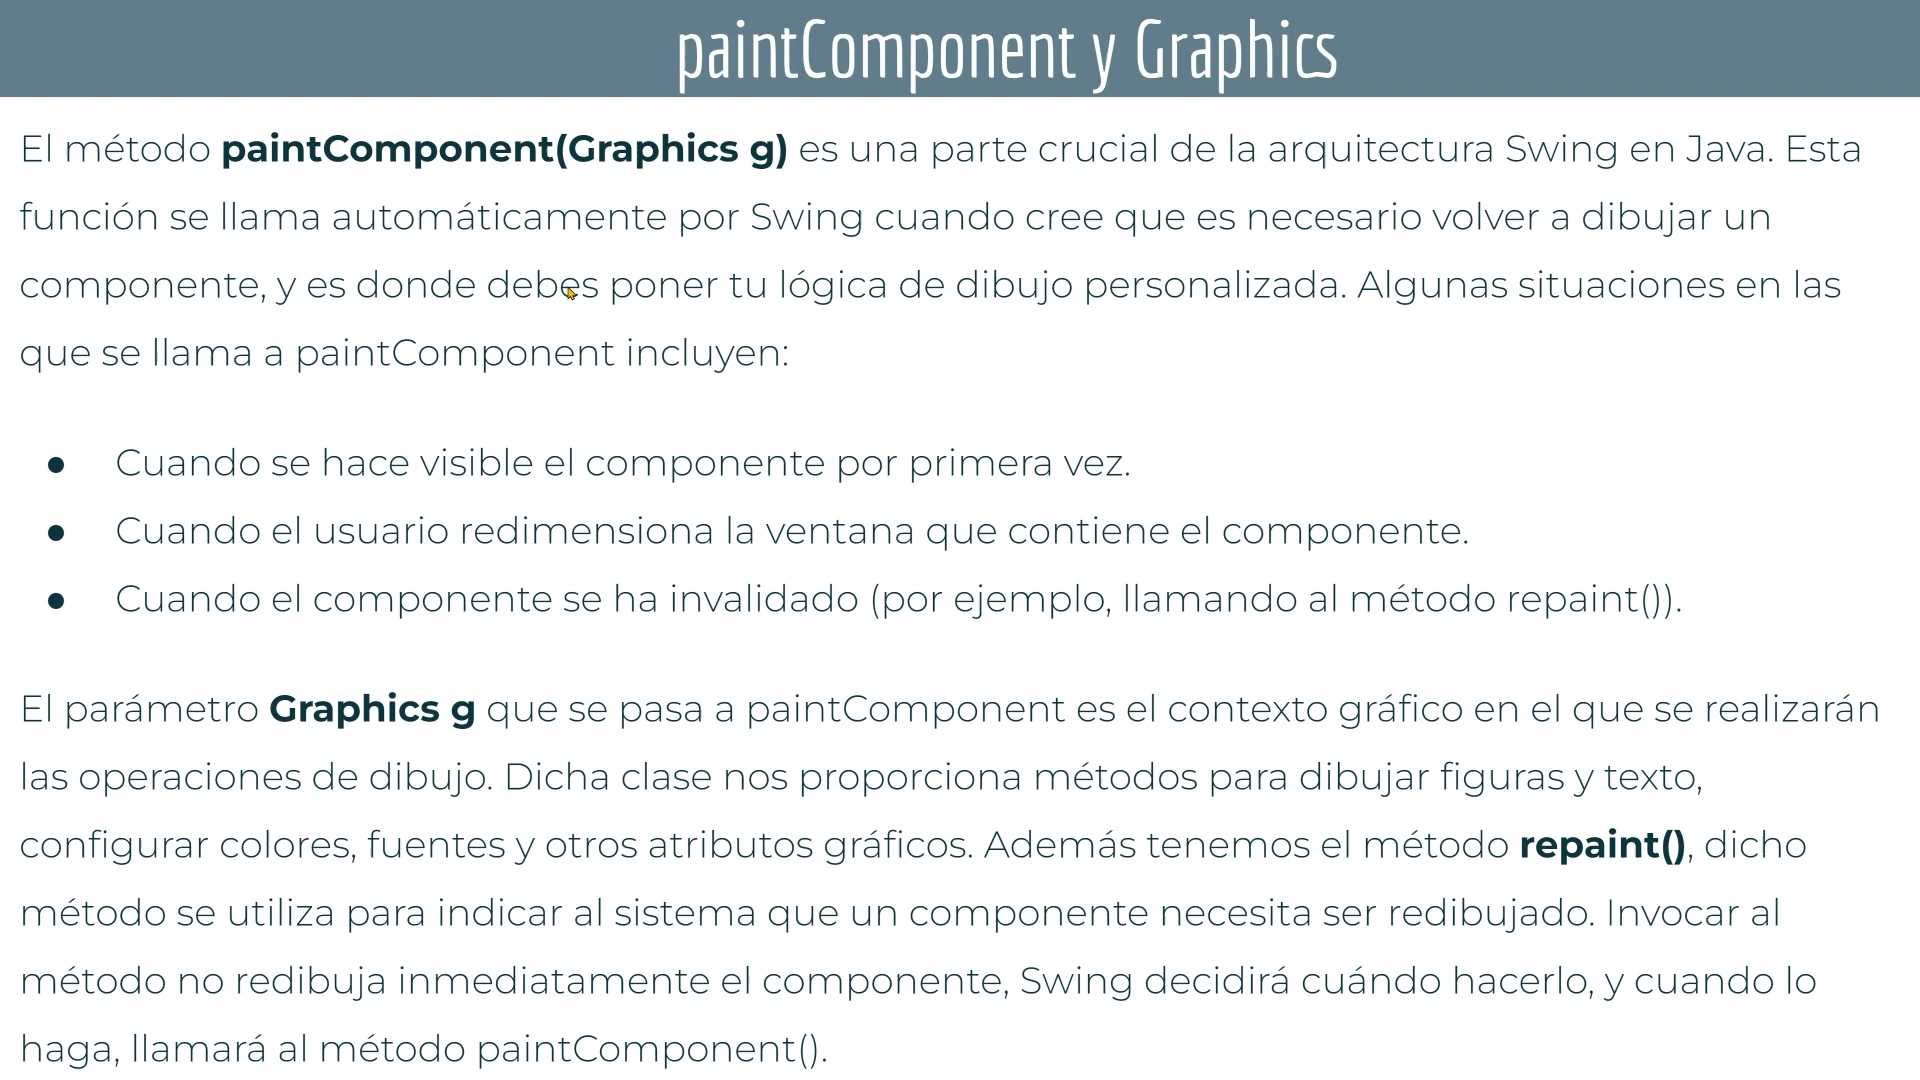 paintComponent y Graphics
El método paintComponent(Graphics g) es una parte crucial de la arquitectura Swing en Java. Esta
función se llama automáticamente por Swing cuando cree que es necesario volver a dibujar un
componente, y es donde debes poner tu lógica de dibujo personalizada. Algunas situaciones en las
que se llama a paintComponent incluyen:
● Cuando se hace visible el componente por primera vez.
● Cuando el usuario redimensiona la ventana que contiene el componente.
● Cuando el componente se ha invalidado (por ejemplo, llamando al método repaint()).
El parámetro Graphics g que se pasa a paintComponent es el contexto gráfico en el que se realizarán
las operaciones de dibujo. Dicha clase nos proporciona métodos para dibujar figuras y texto,
configurar colores, fuentes y otros atributos gráficos. Además tenemos el método repaint(), dicho
método se utiliza para indicar al sistema que un componente necesita ser redibujado. Invocar al
método no redibuja inmediatamente el componente, Swing decidirá cuándo hacerlo, y cuando lo
haga, llamará al método paintComponent().